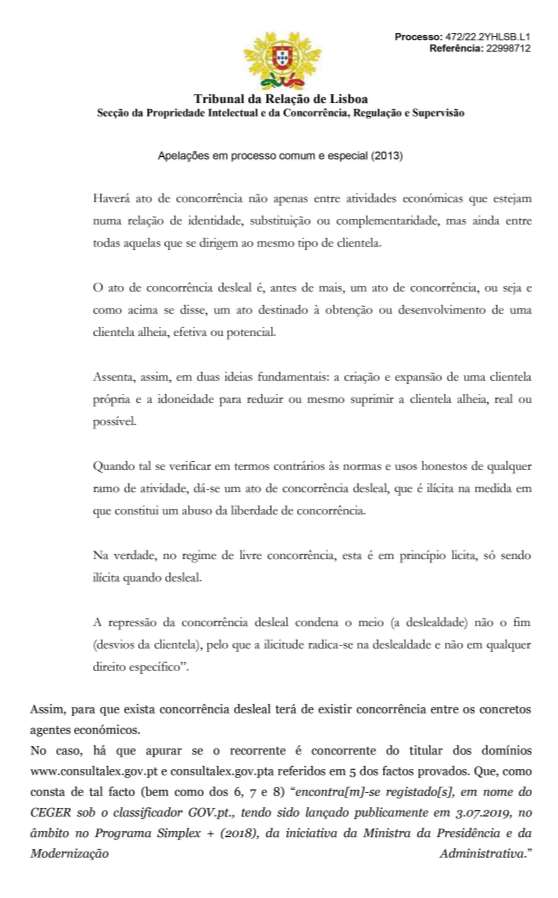 Processo: 472/22.2YHLSB.L1
Referência: 22998712
Tribunal da Relação de Lisboa
Secção da Propriedade Intelectual e da Concorrência, Regulação e Supervisão
Apelações em processo comum e especial (2013)
Haverá ato de concorrência não apenas entre atividades económicas que estejam
numa relação de identidade, substituição ou complementaridade, mas ainda entre
todas aquelas que se dirigem ao mesmo tipo de clientela.
O ato de concorrência desleal é, antes de mais, um ato de concorrência, ou seja e
como acima se disse, um ato destinado à obtenção ou desenvolvimento de uma
clientela alheia, efetiva ou potencial.
Assenta, assim, em duas ideias fundamentais: a criação e expansão de uma clientela
própria e a idoneidade para reduzir ou mesmo suprimir a clientela alheia, real ou
possível.
Quando tal se verificar em termos contrários às normas e usos honestos de qualquer
ramo de atividade, dá-se um ato de concorrência desleal, que é ilícita na medida em
que constitui um abuso da liberdade de concorrência.
Na verdade, no regime de livre concorrência, esta é em princípio licita, só sendo
ilícita quando desleal.
A repressão da concorrência desleal condena o meio (a deslealdade) não o fim
(desvios da clientela), pelo que a ilicitude radica-se na deslealdade e não em qualquer
direito específico”.
Assim, para que exista concorrência desleal terá de existir concorrência entre os concretos
agentes económicos.
No caso, há que apurar se o recorrente é concorrente do titular dos domínios
www.consultalex.gov.pt e consultalex.gov.pta referidos em 5 dos factos provados. Que, como
consta de tal facto (bem como dos 6, 7 e 8) “encontra[m]-se registado[s], em nome do
CEGER sob o classificador GOV.pt., tendo sido lançado publicamente em 3.07.2019, no
âmbito no Programa Simplex + (2018), da iniciativa da Ministra da Presidência e da
Modernização Administrativa.”